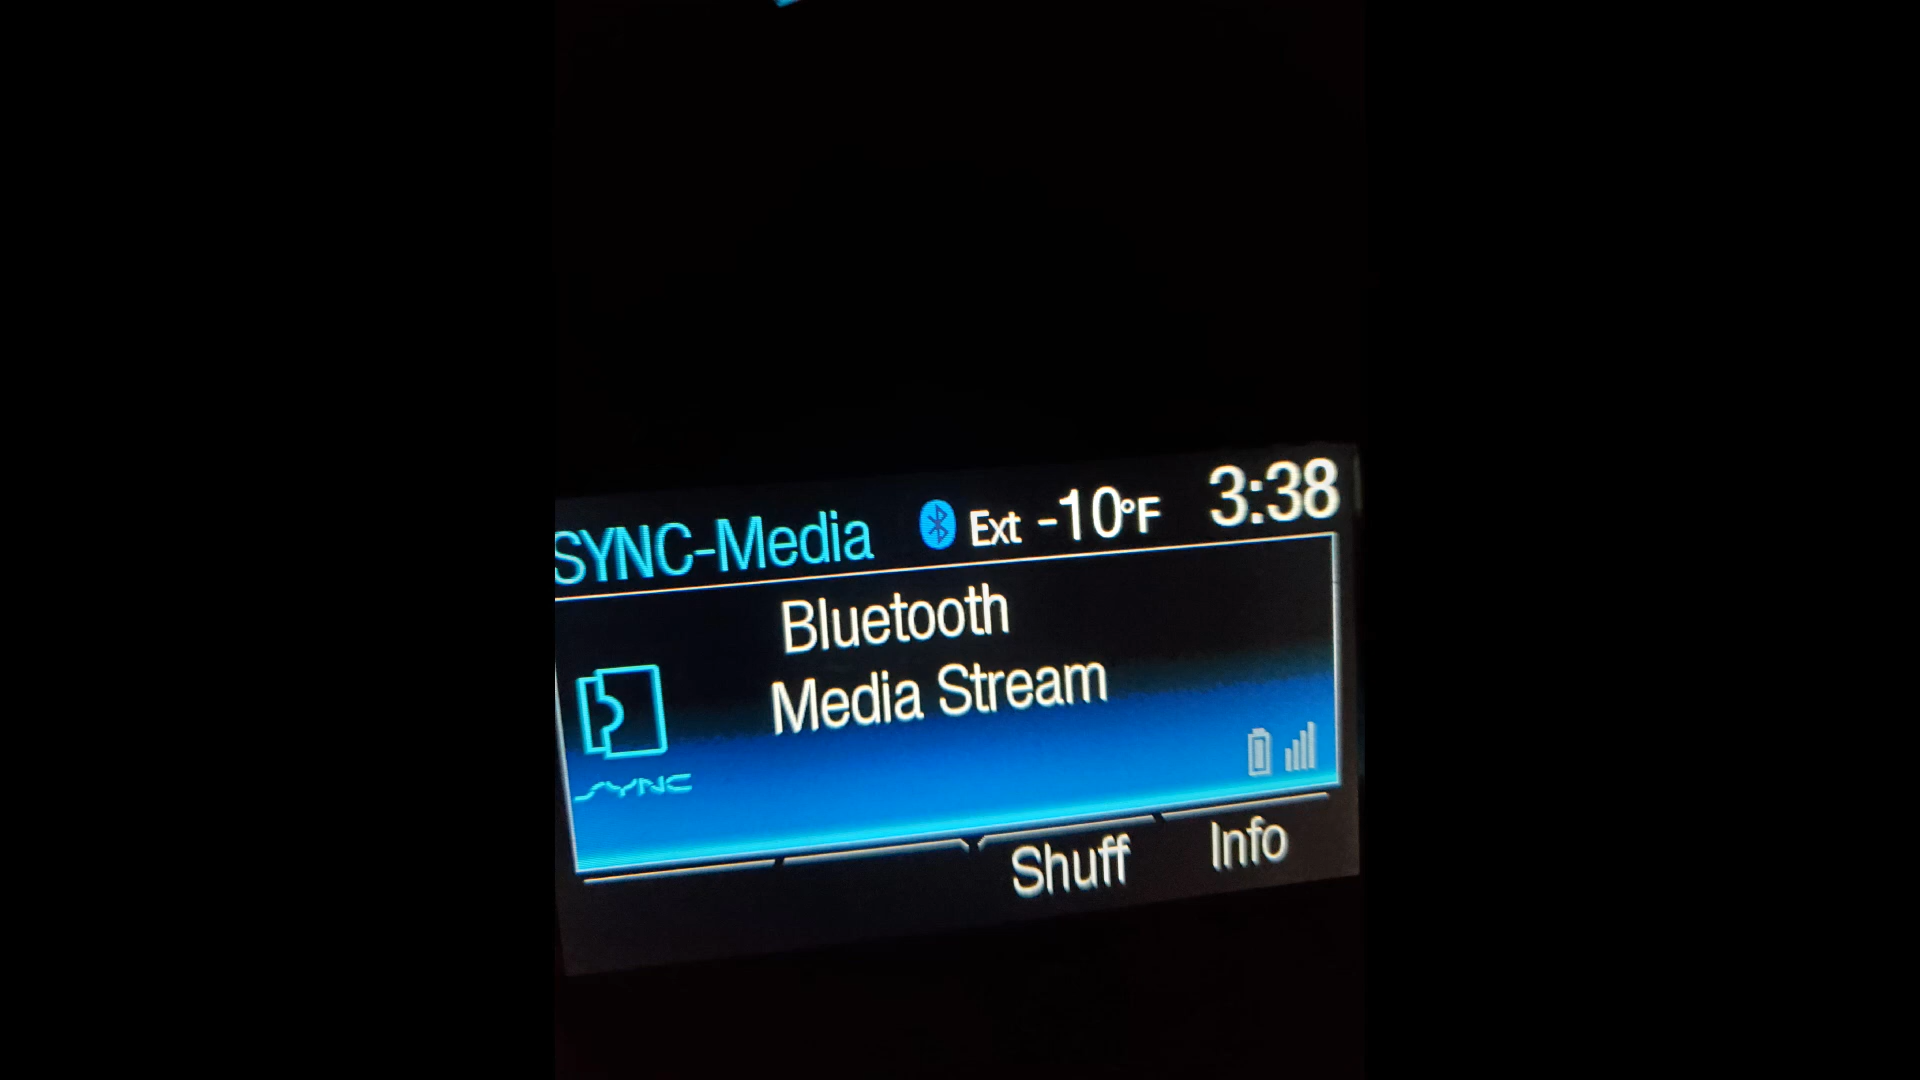 SYNC-Media Ext -10°F 3:38
Bluetooth
Media Stream
SYNC
Shuff Info